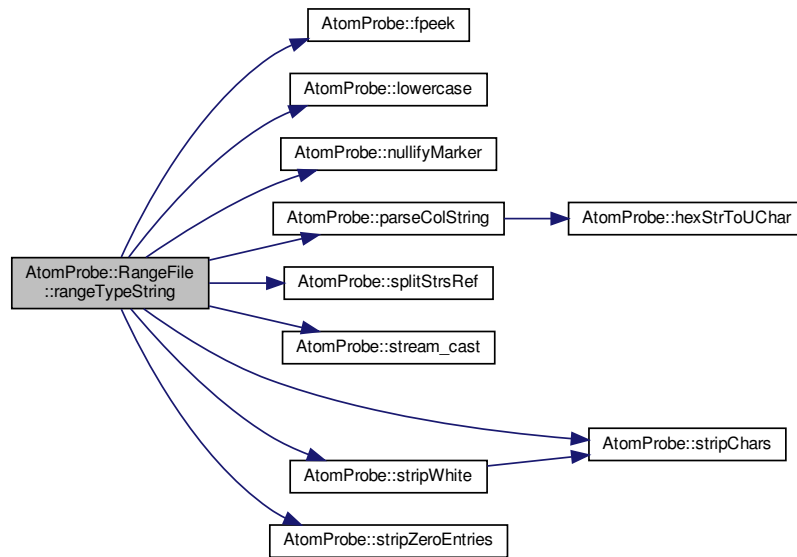 AtomProbe::fpeek
AtomProbe::lowercase
AtomProbe::nullifyMarker
AtomProbe::parseColString
AtomProbe::hexStrToUChar
AtomProbe::RangeFile
::rangeTypeString
AtomProbe::splitStrsRef
AtomProbe::stream_cast
AtomProbe::stripChars
AtomProbe::stripWhite
AtomProbe::stripZeroEntries